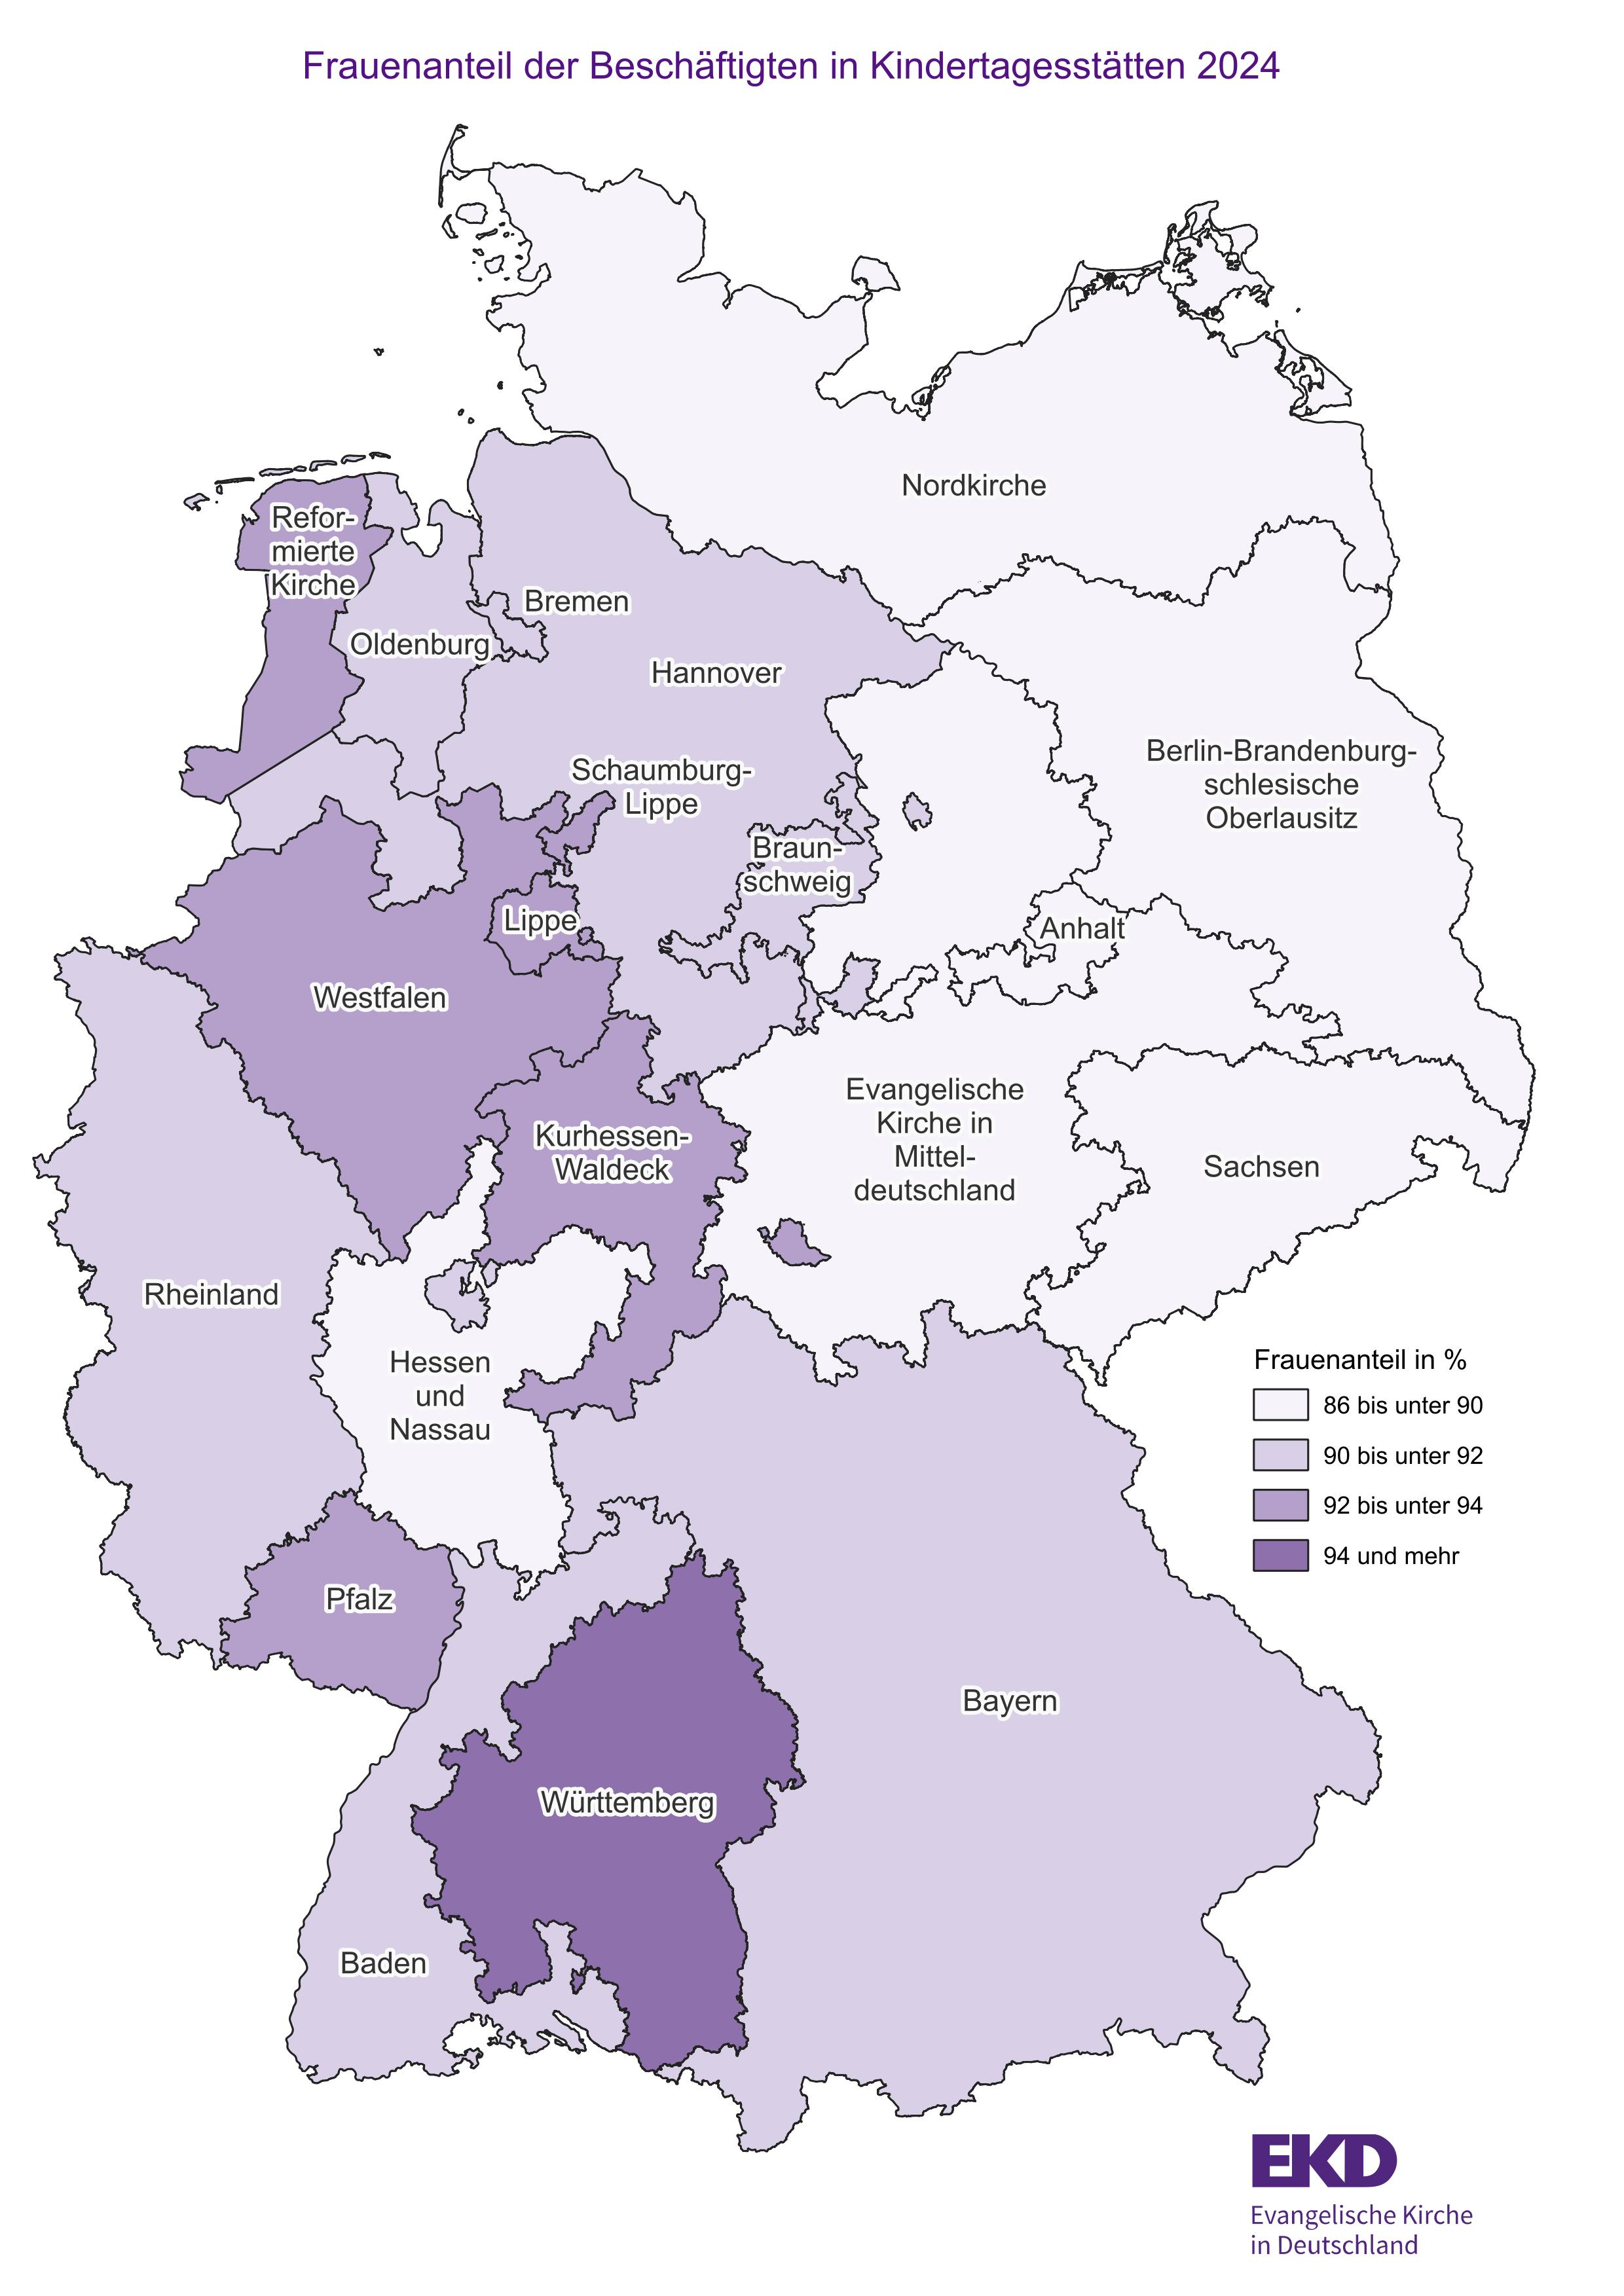 Frauenanteil der Beschäftigten in Kindertagesstätten 2024
Nordkirche
Refor-
mierte
Kirche
Bremen
Oldenburg
Hannover
Schaumburg-
Lippe
Berlin-Brandenburg-
schlesische
Oberlausitz
Braun-
schweig
Lippe
Anhalt
Westfalen
Evangelische
Kirche in
Mittel-
deutschland
Kurhessen-
Waldeck
Sachsen
Rheinland
Hessen
und
Nassau
Frauenanteil in %
86 bis unter 90
90 bis unter 92
92 bis unter 94
94 und mehr
Pfalz
Bayern
Württemberg
Baden
EKD
Evangelische Kirche
in Deutschland